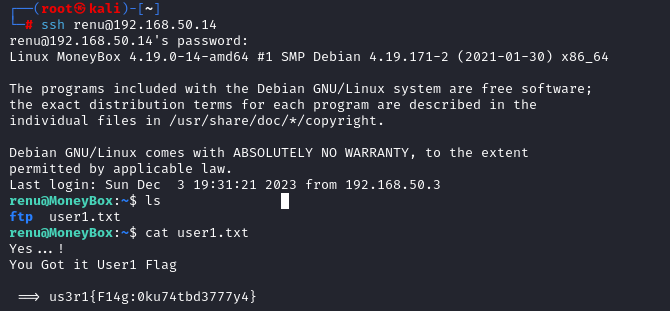 ┌──(root㉿kali)-[~]
└─# ssh renu@192.168.50.14
renu@192.168.50.14's password:
Linux MoneyBox 4.19.0-14-amd64 #1 SMP Debian 4.19.171-2 (2021-01-30) x86_64
The programs included with the Debian GNU/Linux system are free software;
the exact distribution terms for each program are described in the
individual files in /usr/share/doc/*/copyright.
Debian GNU/Linux comes with ABSOLUTELY NO WARRANTY, to the extent
permitted by applicable law.
Last login: Sun Dec  3 19:31:21 2023 from 192.168.50.3
renu@MoneyBox:~$ ls
ftp  user1.txt
renu@MoneyBox:~$ cat user1.txt
Yes...!
You Got it User1 Flag
 ==> us3r1{F14g:0ku74tbd3777y4}